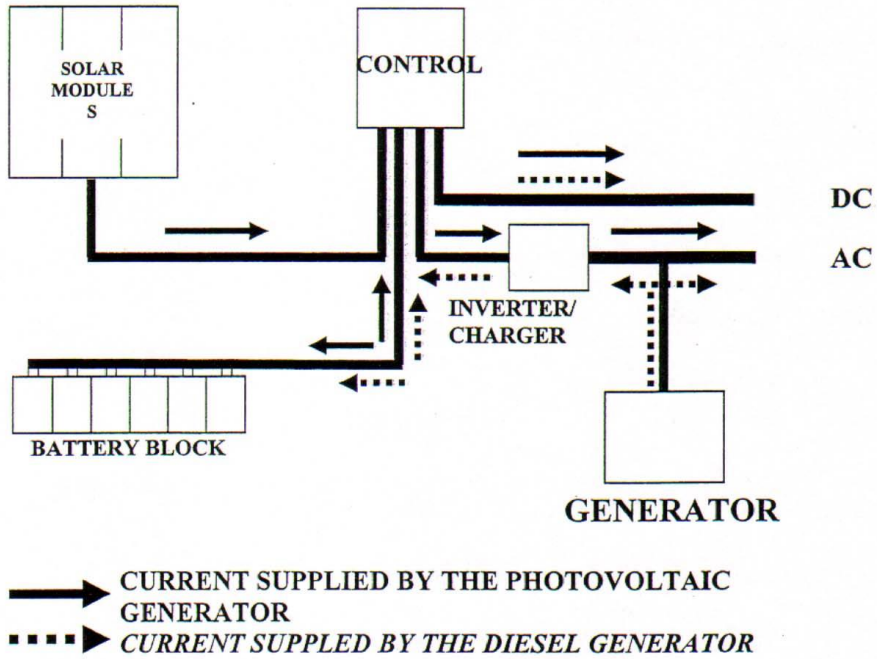 SOLAR
MODULE
S
CONTROL
DC
AC
INVERTER/
CHARGER
BATTERY BLOCK
GENERATOR
CURRENT SUPPLIED BY THE PHOTOVOLTAIC
GENERATOR
CURRENT SUPPLED BY THE DIESEL GENERATOR